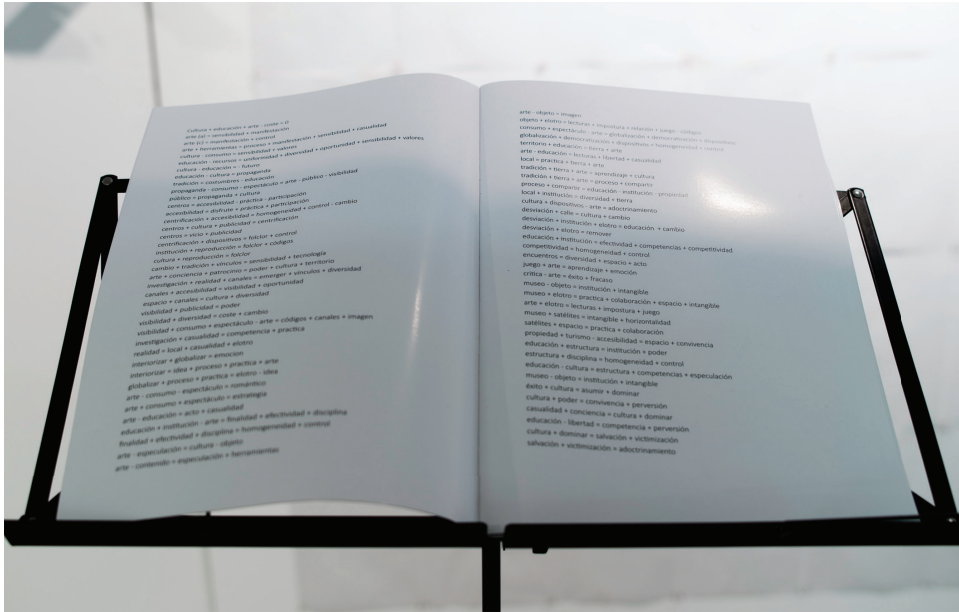 Cultura + educación = arte - coste = 0
arte (a) = sensibilidad + manifestación
arte (c) = manifestación + control
arte + herramientas = proceso + manifestación + sensibilidad + casualidad
cultura - consumo = sensibilidad + valores
educación - recursos = uniformidad + diversidad + oportunidad + sensibilidad + valores
cultura - educación = - futuro
educación - cultura = propaganda
tradición = costumbres - educación
propaganda - consumo - espectáculo = arte - público - visibilidad
público = propaganda + cultura
centros = accesibilidad - práctica - participación
accesibilidad = disfrute + práctica + participación
centrificación + accesibilidad = homogeneidad + control - cambio
centros + cultura + publicidad = centrificación
centros = vicio + publicidad
centrificación + dispositivos = folclor + control
institución + reproducción = folclor + códigos
cultura + reproducción = folclor
cambio + tradición + vínculos = sensibilidad + tecnología
arte + conciencia + patrocinio = poder + cultura + territorio
investigación + realidad + canales = emerger + vínculos + diversidad
canales + accesibilidad = visibilidad + oportunidad
espacio + canales = cultura + diversidad
visibilidad + publicidad = poder
visibilidad + diversidad = coste + cambio
visibilidad + consumo + espectáculo - arte = códigos + canales + imagen
investigación + casualidad = competencia + practica
realidad = local + casualidad + elotro
interiorizar + globalizar = emocion
interiorizar = idea + proceso + practica + arte
globalizar + proceso + practica = elotro - idea
arte - consumo - espectáculo = romántico
arte + consumo + espectáculo = estrategia
arte - educación = acto + casualidad
educación + institución - arte = finalidad + efectividad + disciplina
finalidad + efectividad + disciplina = homogeneidad + control
arte - especulación = cultura - objeto
arte - contenido + especulación + herramientas
arte - objeto = imagen
objeto + elotro = lecturas + impostura + relación + juego - códigos
consumo + espectáculo - arte = globalización + democralización + dispositivos
globalización + democralización + dispositivos = homogeneidad + control
territorio + educación = tierra + arte
arte - educación = lecturas + libertad + casualidad
local = practica + tierra + arte
tradición + tierra + arte = aprendizaje + cultura
tradición + tierra + arte = proceso + compartir
proceso + compartir = educación - institución - propiedad
local + institución = diversidad + tierra
cultura + dispositivos - arte = adoctrinamiento
desviación + calle = cultura + cambio
desviación + institución + elotro = educación + cambio
desviación + elotro = remover
educación + institución = efectividad + competencias + competitividad
competitividad = homogeneidad + control
encuentros = diversidad + espacio + acto
juego + arte = aprendizaje + emoción
crítica - arte = éxito + fracaso
museo - objeto = institución + intangible
museo + elotro = practica + colaboración + espacio + intangible
arte + elotro = lecturas + impostura + juego
museo + satélites = intangible + horizontalidad
satélites + espacio = practica + colaboración
propiedad + turismo - accesibilidad = espacio + convivencia
educación + estructura = institución + poder
estructura + disciplina = homogeneidad + control
educación - cultura = estructura + competencias + especulación
museo - objeto = institución + intangible
éxito + cultura = asumir + dominar
cultura + poder = convivencia + perversión
casualidad + conciencia = cultura + dominar
educación - libertad = competencia + perversión
cultura + dominar = salvación + victimización
salvación + victimización = adoctrinamiento